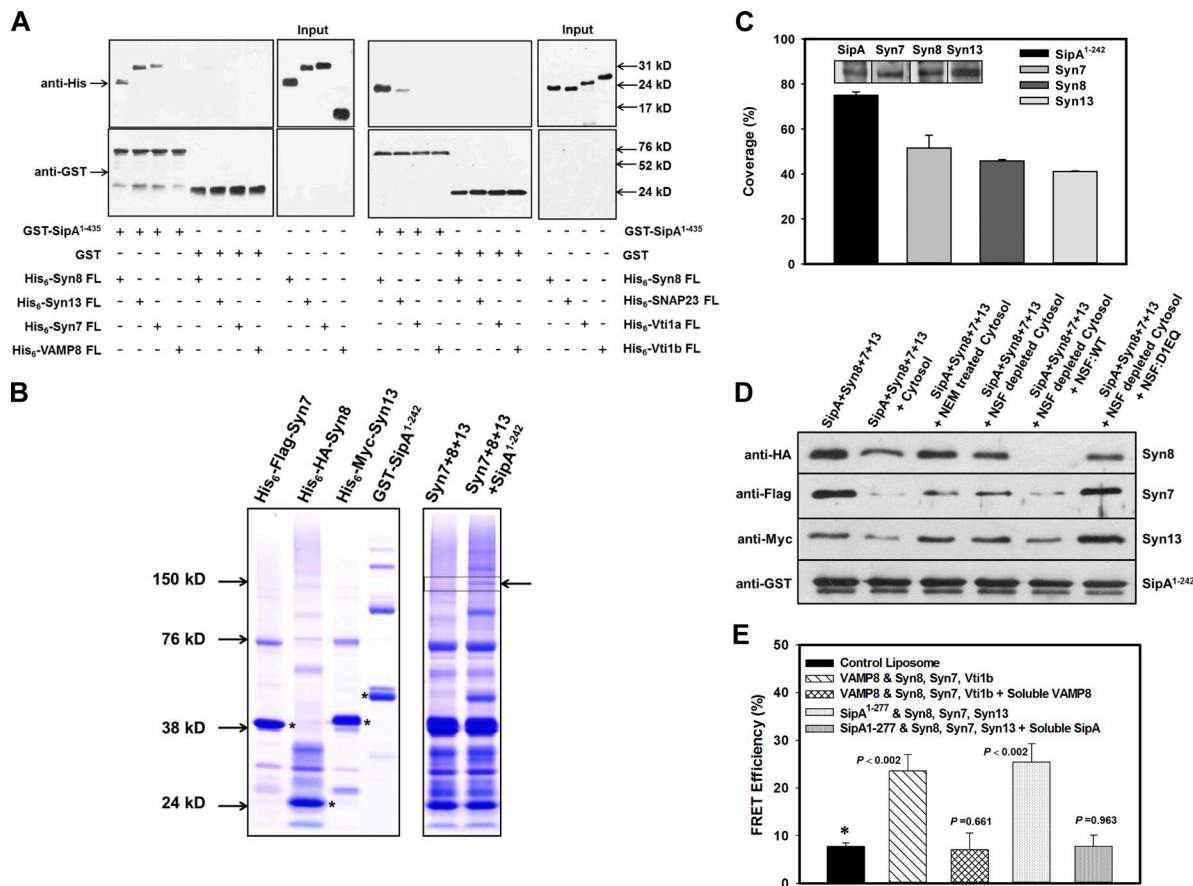 A
Input
Input
anti-His
31 kD
24 kD
17 kD
anti-GST
76 kD
52 kD
24 kD
GST-SipA1-435 + + + + - - - - - - - - + + + + - - - - - - - - GST-SipA1-435
GST - - - - + + + + - - - - - - - - + + + + - - - - GST
His6-Syn8 FL + - - - + - - - + - - - + - - - + - - - + - - - His6-Syn8 FL
His6-Syn13 FL - + - - - + - - - + - - - + - - - + - - - + - - His6-SNAP23 FL
His6-Syn7 FL - - + - - - + - - - + - - - + - - - + - - - + - His6-Vti1a FL
His6-VAMP8 FL - - - + - - - + - - - + - - - + - - - + - - - + His6-Vti1b FL
B
His6-Flag-Syn7
His6-HA-Syn8
His6-Myc-Syn13
GST-SipA1-242
Syn7+8+13
Syn7+8+13
+SipA1-242
150 kD
76 kD
38 kD
24 kD
*
*
*
*
C
Coverage (%)
100
80
60
40
20
0
SipA Syn7 Syn8 Syn13
SipA1-242
Syn7
Syn8
Syn13
D
SipA+Syn8+7+13
SipA+Syn8+7+13
+ Cytosol
SipA+Syn8+7+13
+ NEM treated Cytosol
SipA+Syn8+7+13
+ NSF depleted Cytosol
SipA+Syn8+7+13
+ NSF depleted Cytosol
+ NSF:WT
SipA+Syn8+7+13
+ NSF depleted Cytosol
+ NSF:D1EQ
anti-HA Syn8
anti-Flag Syn7
anti-Myc Syn13
anti-GST SipA1-242
E
FRET Efficiency (%)
50
40
30
20
10
0
Control Liposome
VAMP8 & Syn8, Syn7, Vti1b
VAMP8 & Syn8, Syn7, Vti1b + Soluble VAMP8
SipA1-277 & Syn8, Syn7, Syn13
SipA1-277 & Syn8, Syn7, Syn13 + Soluble SipA
*
P < 0.002
P =0.661
P < 0.002
P =0.963